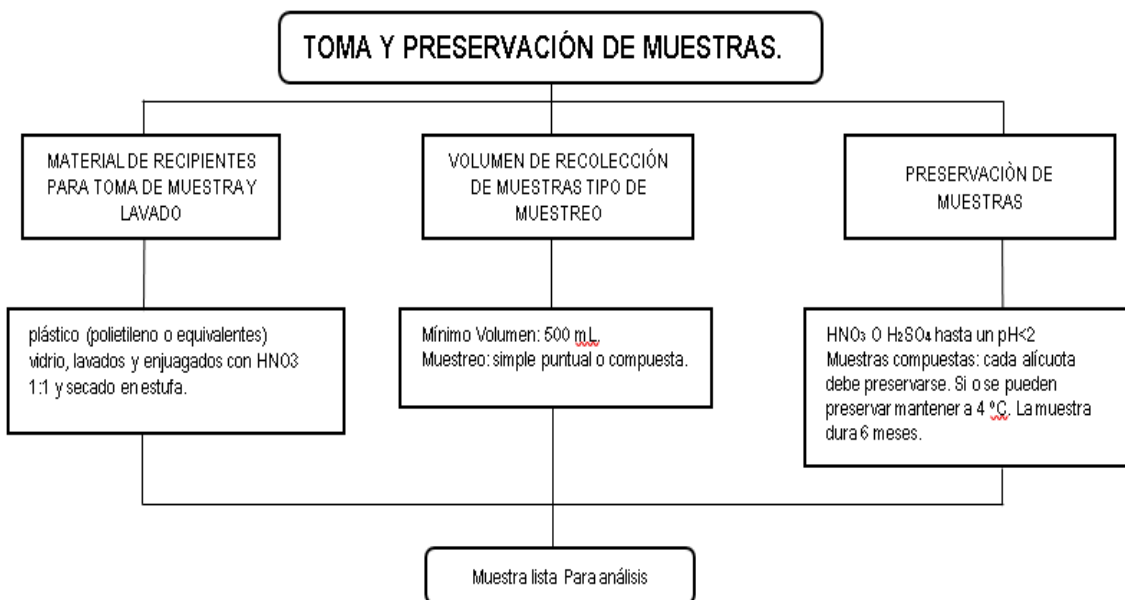 TOMA Y PRESERVACIÓN DE MUESTRAS.
MATERIAL DE RECIPIENTES
PARA TOMA DE MUESTRA Y
LAVADO
VOLUMEN DE RECOLECCIÓN
DE MUESTRAS TIPO DE
MUESTREO
PRESERVACIÒN DE
MUESTRAS
plástico (polietileno o equivalentes)
vidrio, lavados y enjuagados con HNO3
1:1 y secado en estufa.
Mínimo Volumen: 500 mL.
Muestreo: simple puntual o compuesta.
HNO₃ O H₂SO₄ hasta un pH<2
Muestras compuestas: cada alícuota
debe preservarse. Si o se pueden
preservar mantener a 4 °C. La muestra
dura 6 meses.
Muestra lista Para análisis